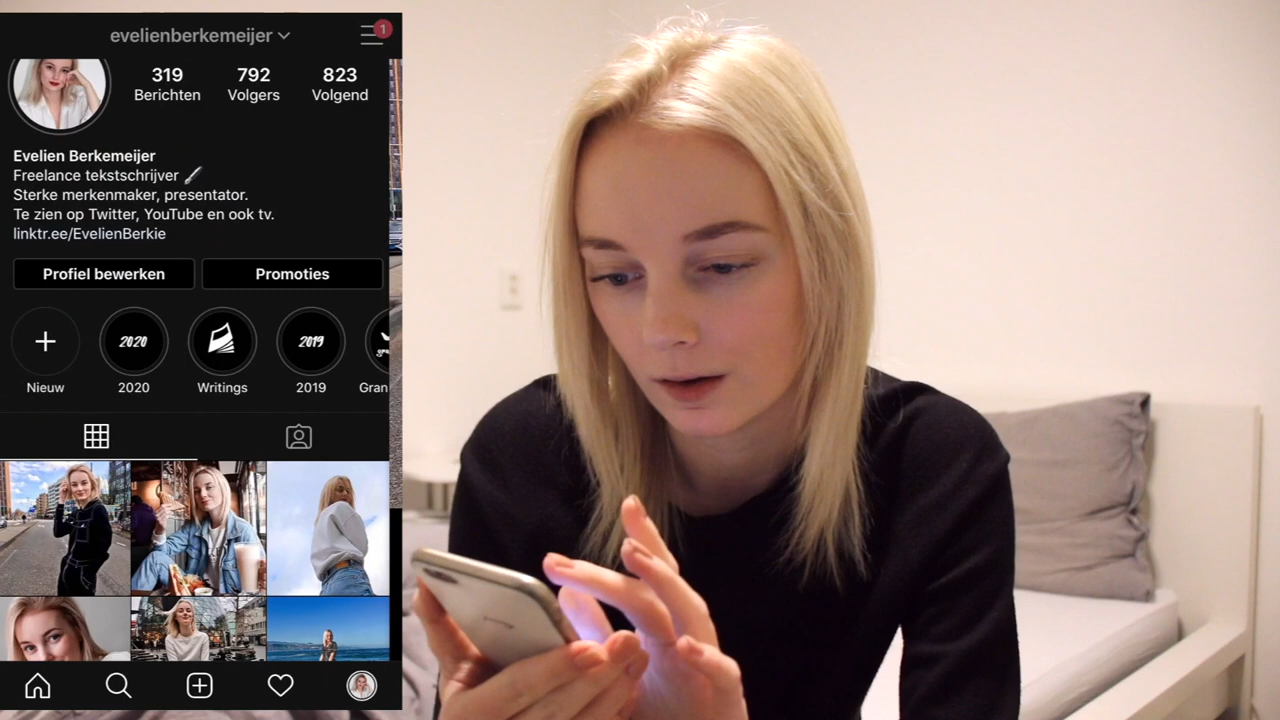 evelienberkemeijer
1
319 792 823
Berichten Volgers Volgend
Evelien Berkemeijer
Freelance tekstschrijver
Sterke merkenmaker, presentator.
Te zien op Twitter, YouTube en ook tv.
linktr.ee/EvelienBerkie
Profiel bewerken Promoties
2020 2019
Nieuw 2020 Writings 2019 Gran